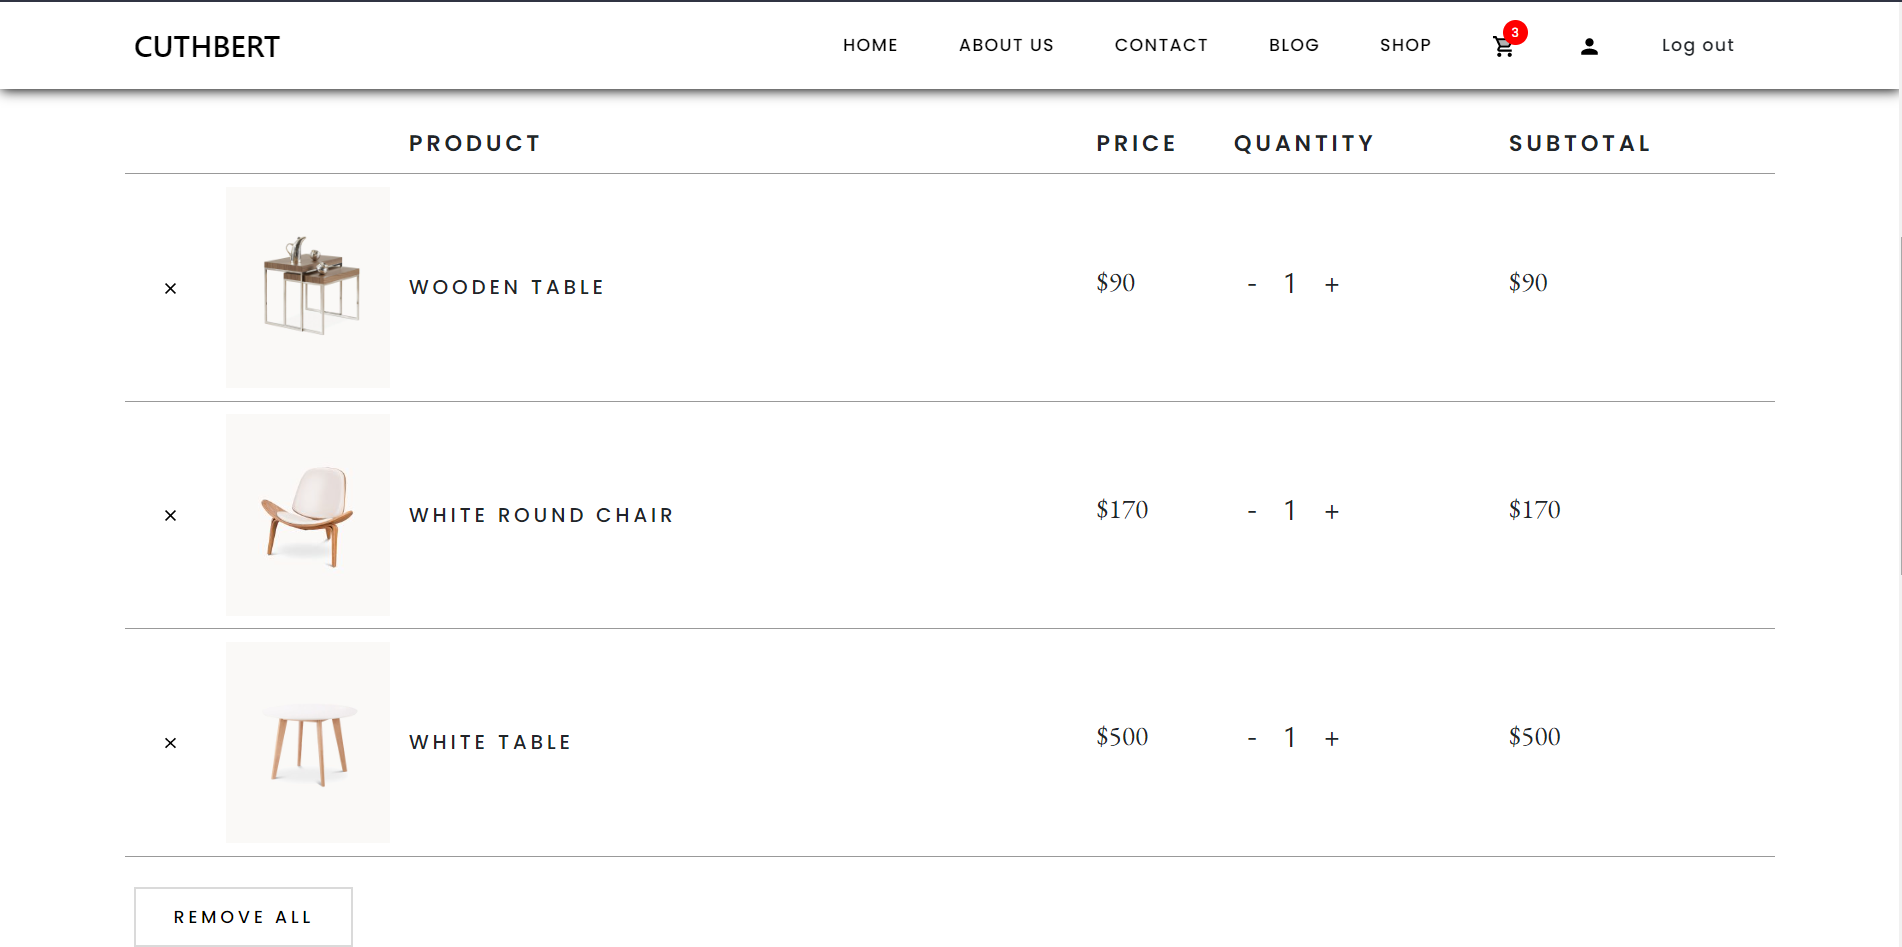 CUTHBERT HOME ABOUT US CONTACT BLOG SHOP 3 Log out
PRODUCT PRICE QUANTITY SUBTOTAL
× WOODEN TABLE $90 - 1 + $90
× WHITE ROUND CHAIR $170 - 1 + $170
× WHITE TABLE $500 - 1 + $500
REMOVE ALL